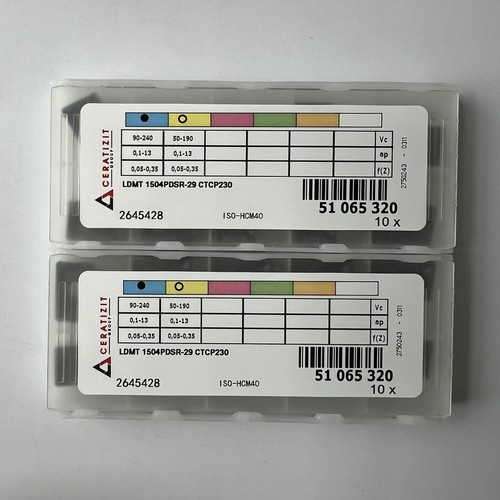 CERATIZIT
GROUP
90-240 50-190 Vc
0,1-13 0,1-13 ap
0,05-0,35 0,05-0,35 f(Z)
LDMT 1504PDSR-29 CTCP230
2645428
ISO-HCM40
51 065 320
10 x
2750243 - 0311
CERATIZIT
GROUP
90-240 50-190 Vc
0,1-13 0,1-13 ap
0,05-0,35 0,05-0,35 f(Z)
LDMT 1504PDSR-29 CTCP230
2645428
ISO-HCM40
51 065 320
10 x
2750243 - 0311